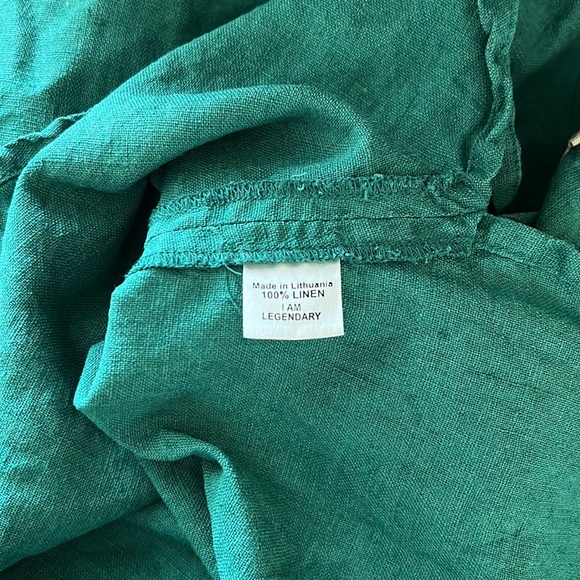 Made in Lithuania
100% LINEN
I AM
LEGENDARY